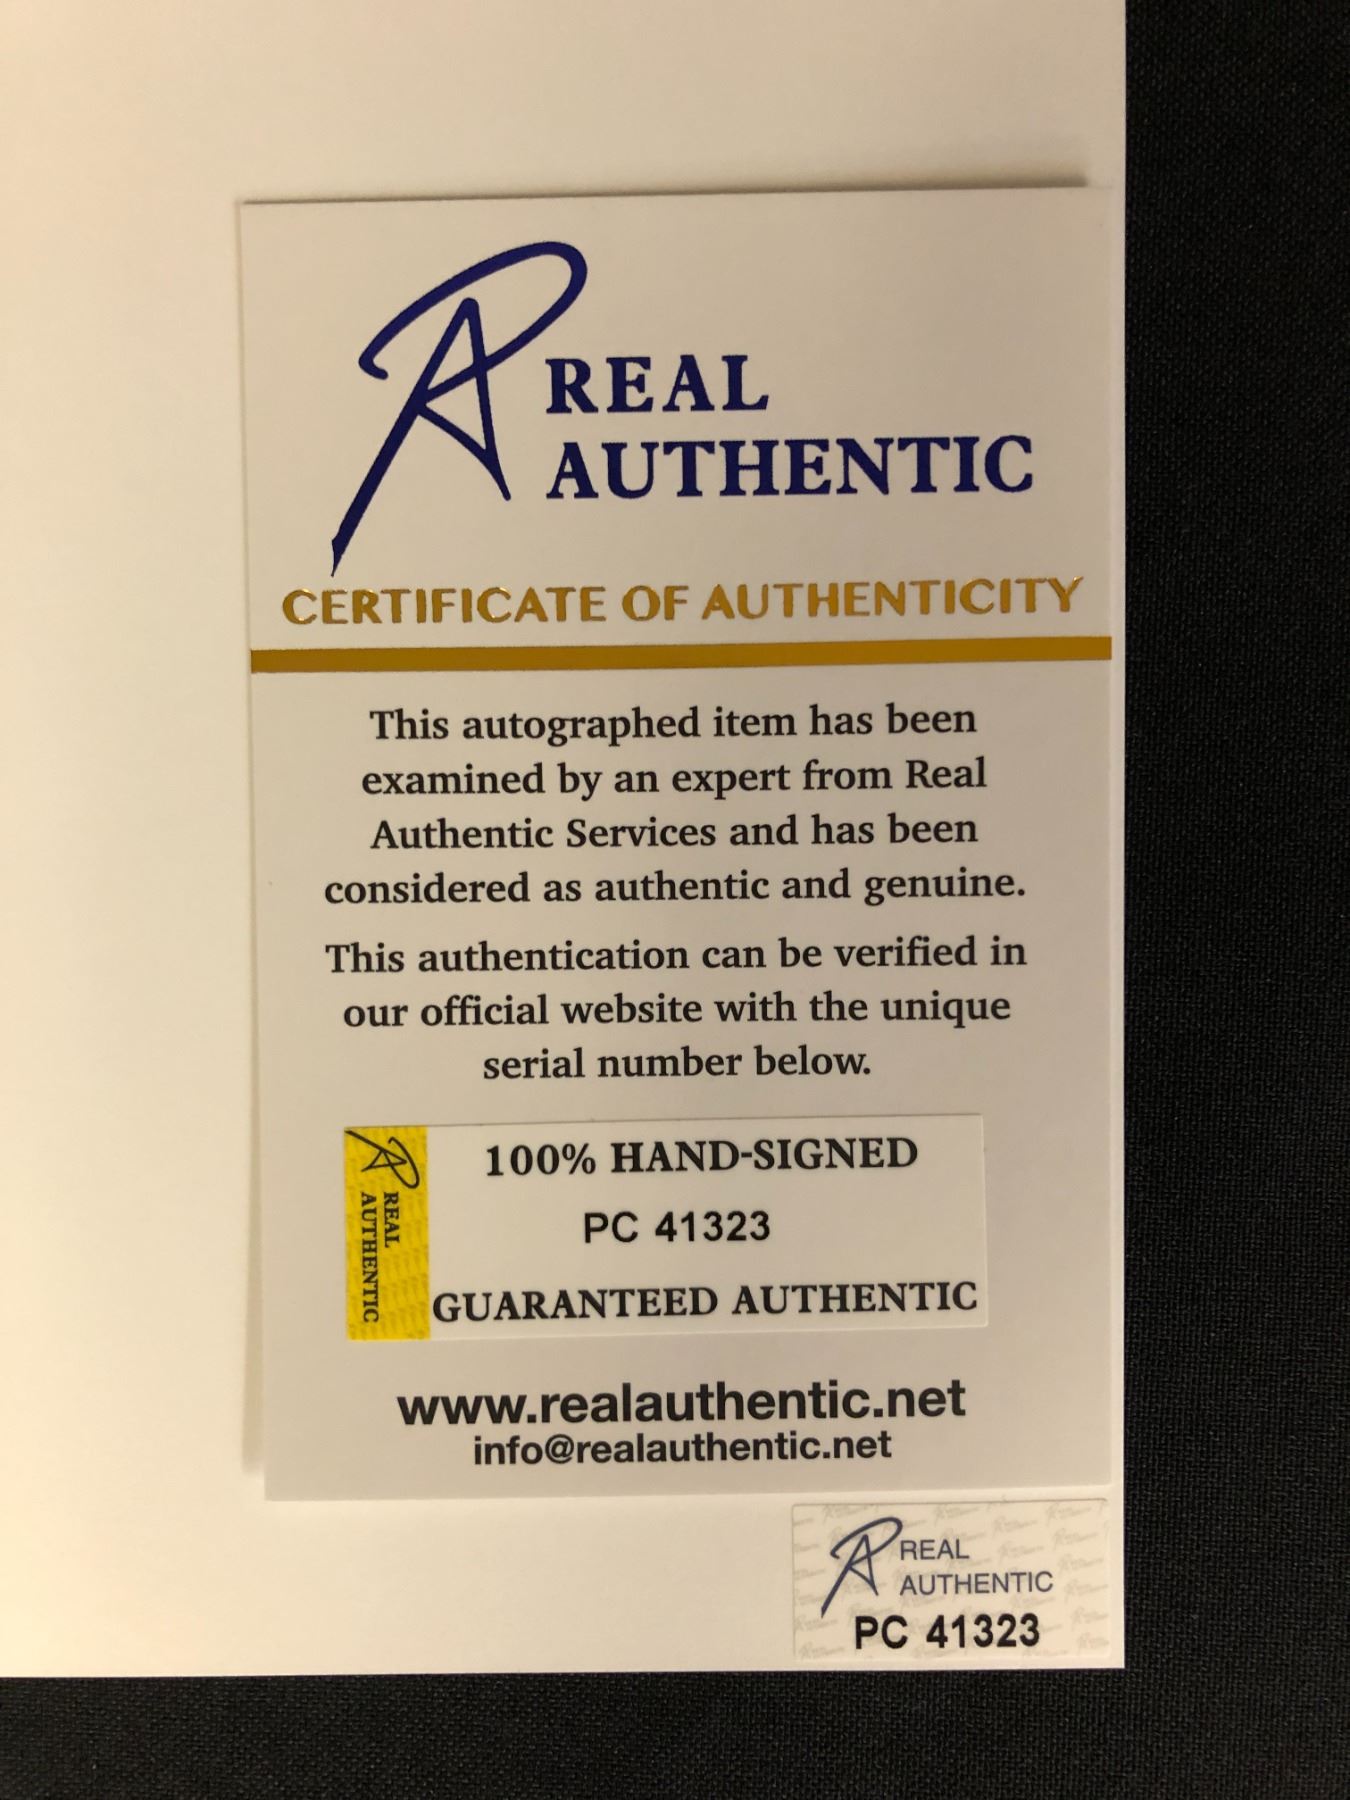 REAL
AUTHENTIC
CERTIFICATE OF AUTHENTICITY
This autographed item has been
examined by an expert from Real
Authentic Services and has been
considered as authentic and genuine.
This authentication can be verified in
our official website with the unique
serial number below.
REAL
AUTHENTIC
100% HAND-SIGNED
PC 41323
GUARANTEED AUTHENTIC
www.realauthentic.net
info@realauthentic.net
REAL
AUTHENTIC
PC 41323